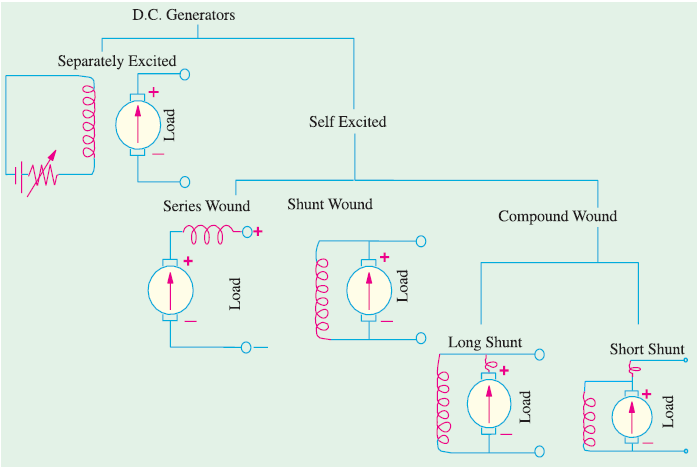 D.C. Generators
Separately Excited
+
Load
−
Self Excited
Series Wound
Shunt Wound
Compound Wound
+
+
Load
−
−
+
Load
−
Long Shunt
Short Shunt
+
Load
−
+
Load
−